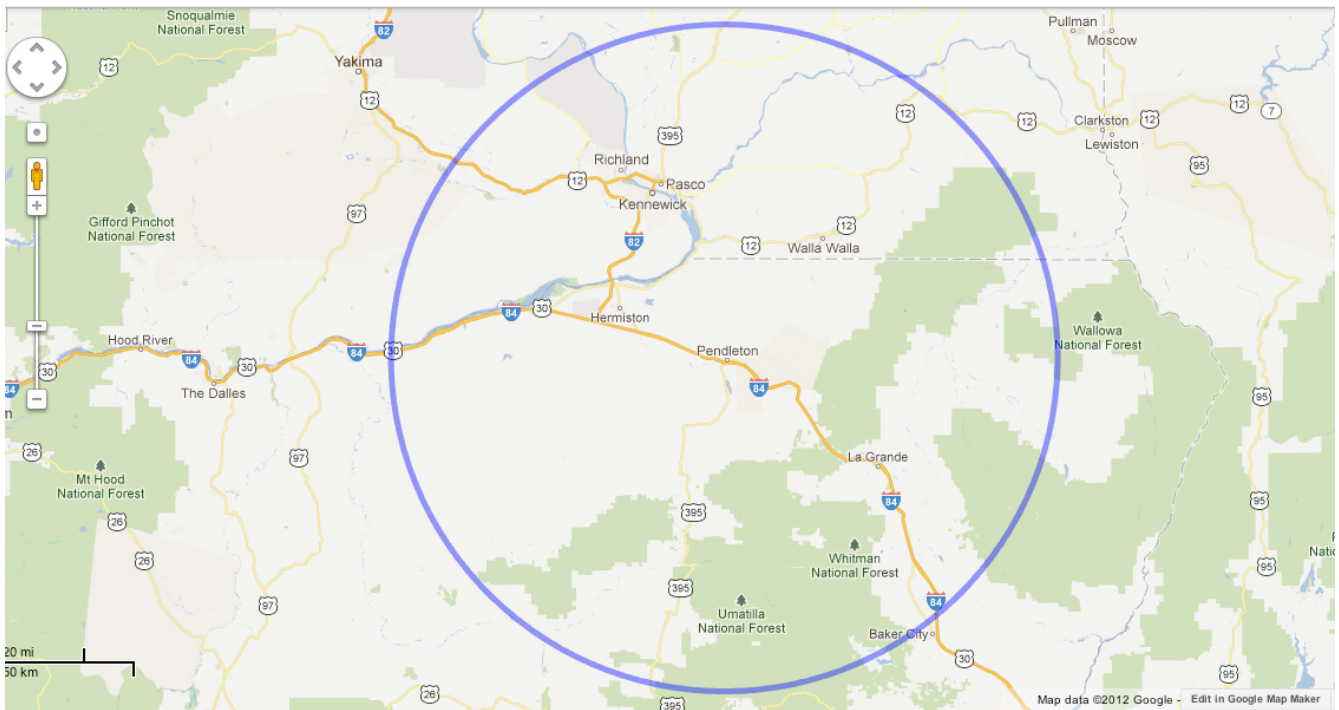 Snoqualmie
National Forest
82
Pullman
Moscow
Yakima
12
12
12
12
12
12
7
Clarkston
Lewiston
395
95
Richland
12
Pasco
Kennewick
97
Gifford Pinchot
National Forest
12
82
12
Walla Walla
84
30
Hermiston
Wallowa
National Forest
Hood River
84
30
84
30
30
84
The Dalles
Pendleton
84
95
26
97
La Grande
Mt Hood
National Forest
84
95
26
395
Whitman
National Forest
26
395
95
84
97
Umatilla
National Forest
Baker City
20 mi
50 km
30
95
26
395
Map data ©2012 Google -
Edit in Google Map Maker